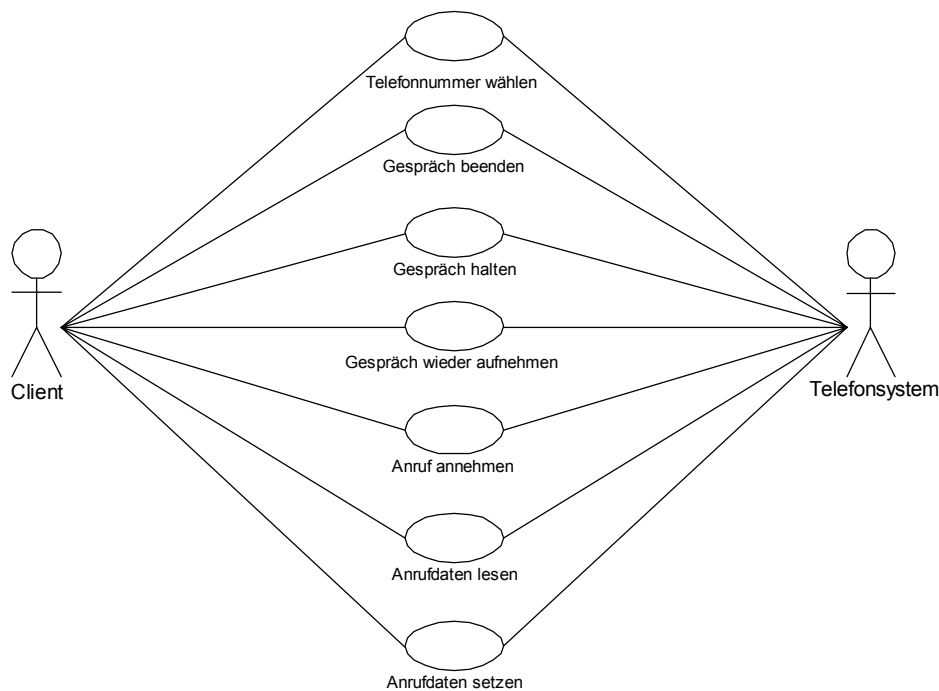 Telefonnummer wählen
Gespräch beenden
Gespräch halten
Gespräch wieder aufnehmen
Client
Telefonsystem
Anruf annehmen
Anrufdaten lesen
Anrufdaten setzen